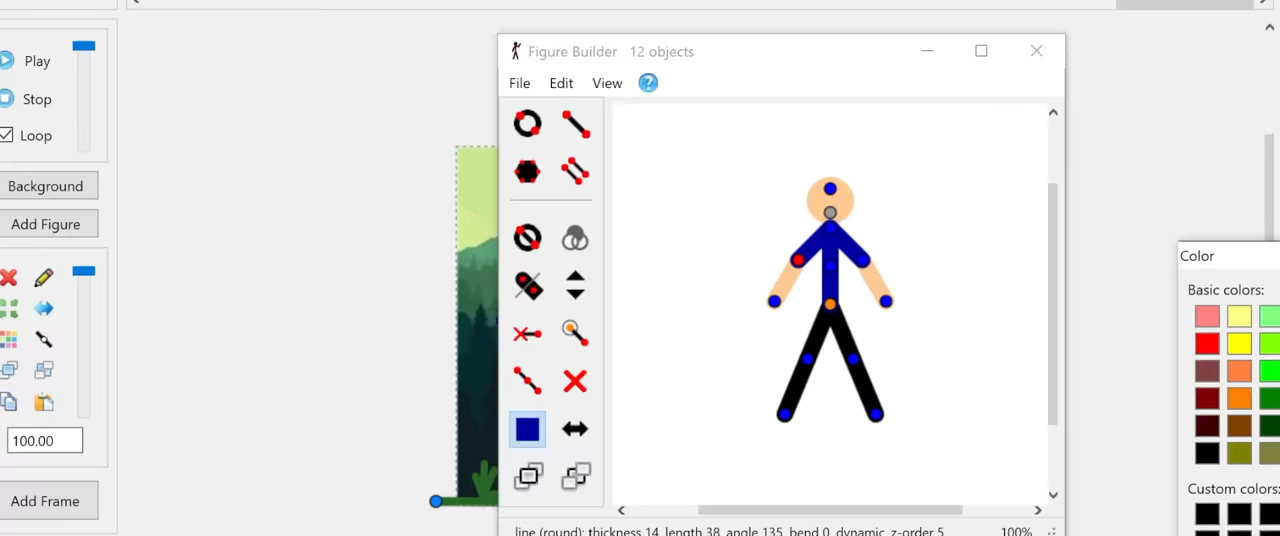 Play
Stop
Loop
Background
Add Figure
100.00
Add Frame
Figure Builder 12 objects
File Edit View
line (round): thickness 14, length 38, angle 135, bend 0, dynamic, z-order 5 100%
Color
Basic colors:
Custom colors: